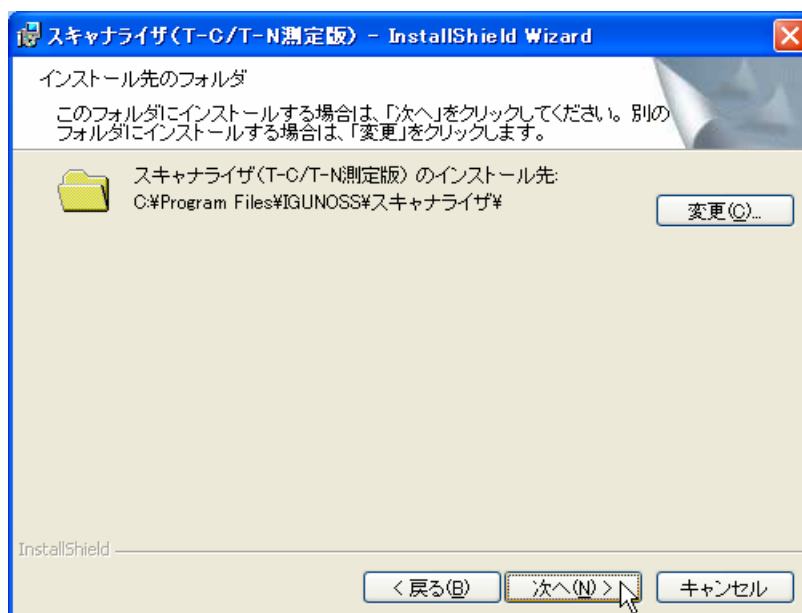 スキャナライザ(T-C/T-N測定版) - InstallShield Wizard
インストール先のフォルダ
このフォルダにインストールする場合は、「次へ」をクリックしてください。別の
フォルダにインストールする場合は、「変更」をクリックします。
スキャナライザ(T-C/T-N測定版) のインストール先:
C:¥Program Files¥IGUNOSS¥スキャナライザ¥
変更(C)...
InstallShield
< 戻る(B)
次へ(N) >
キャンセル